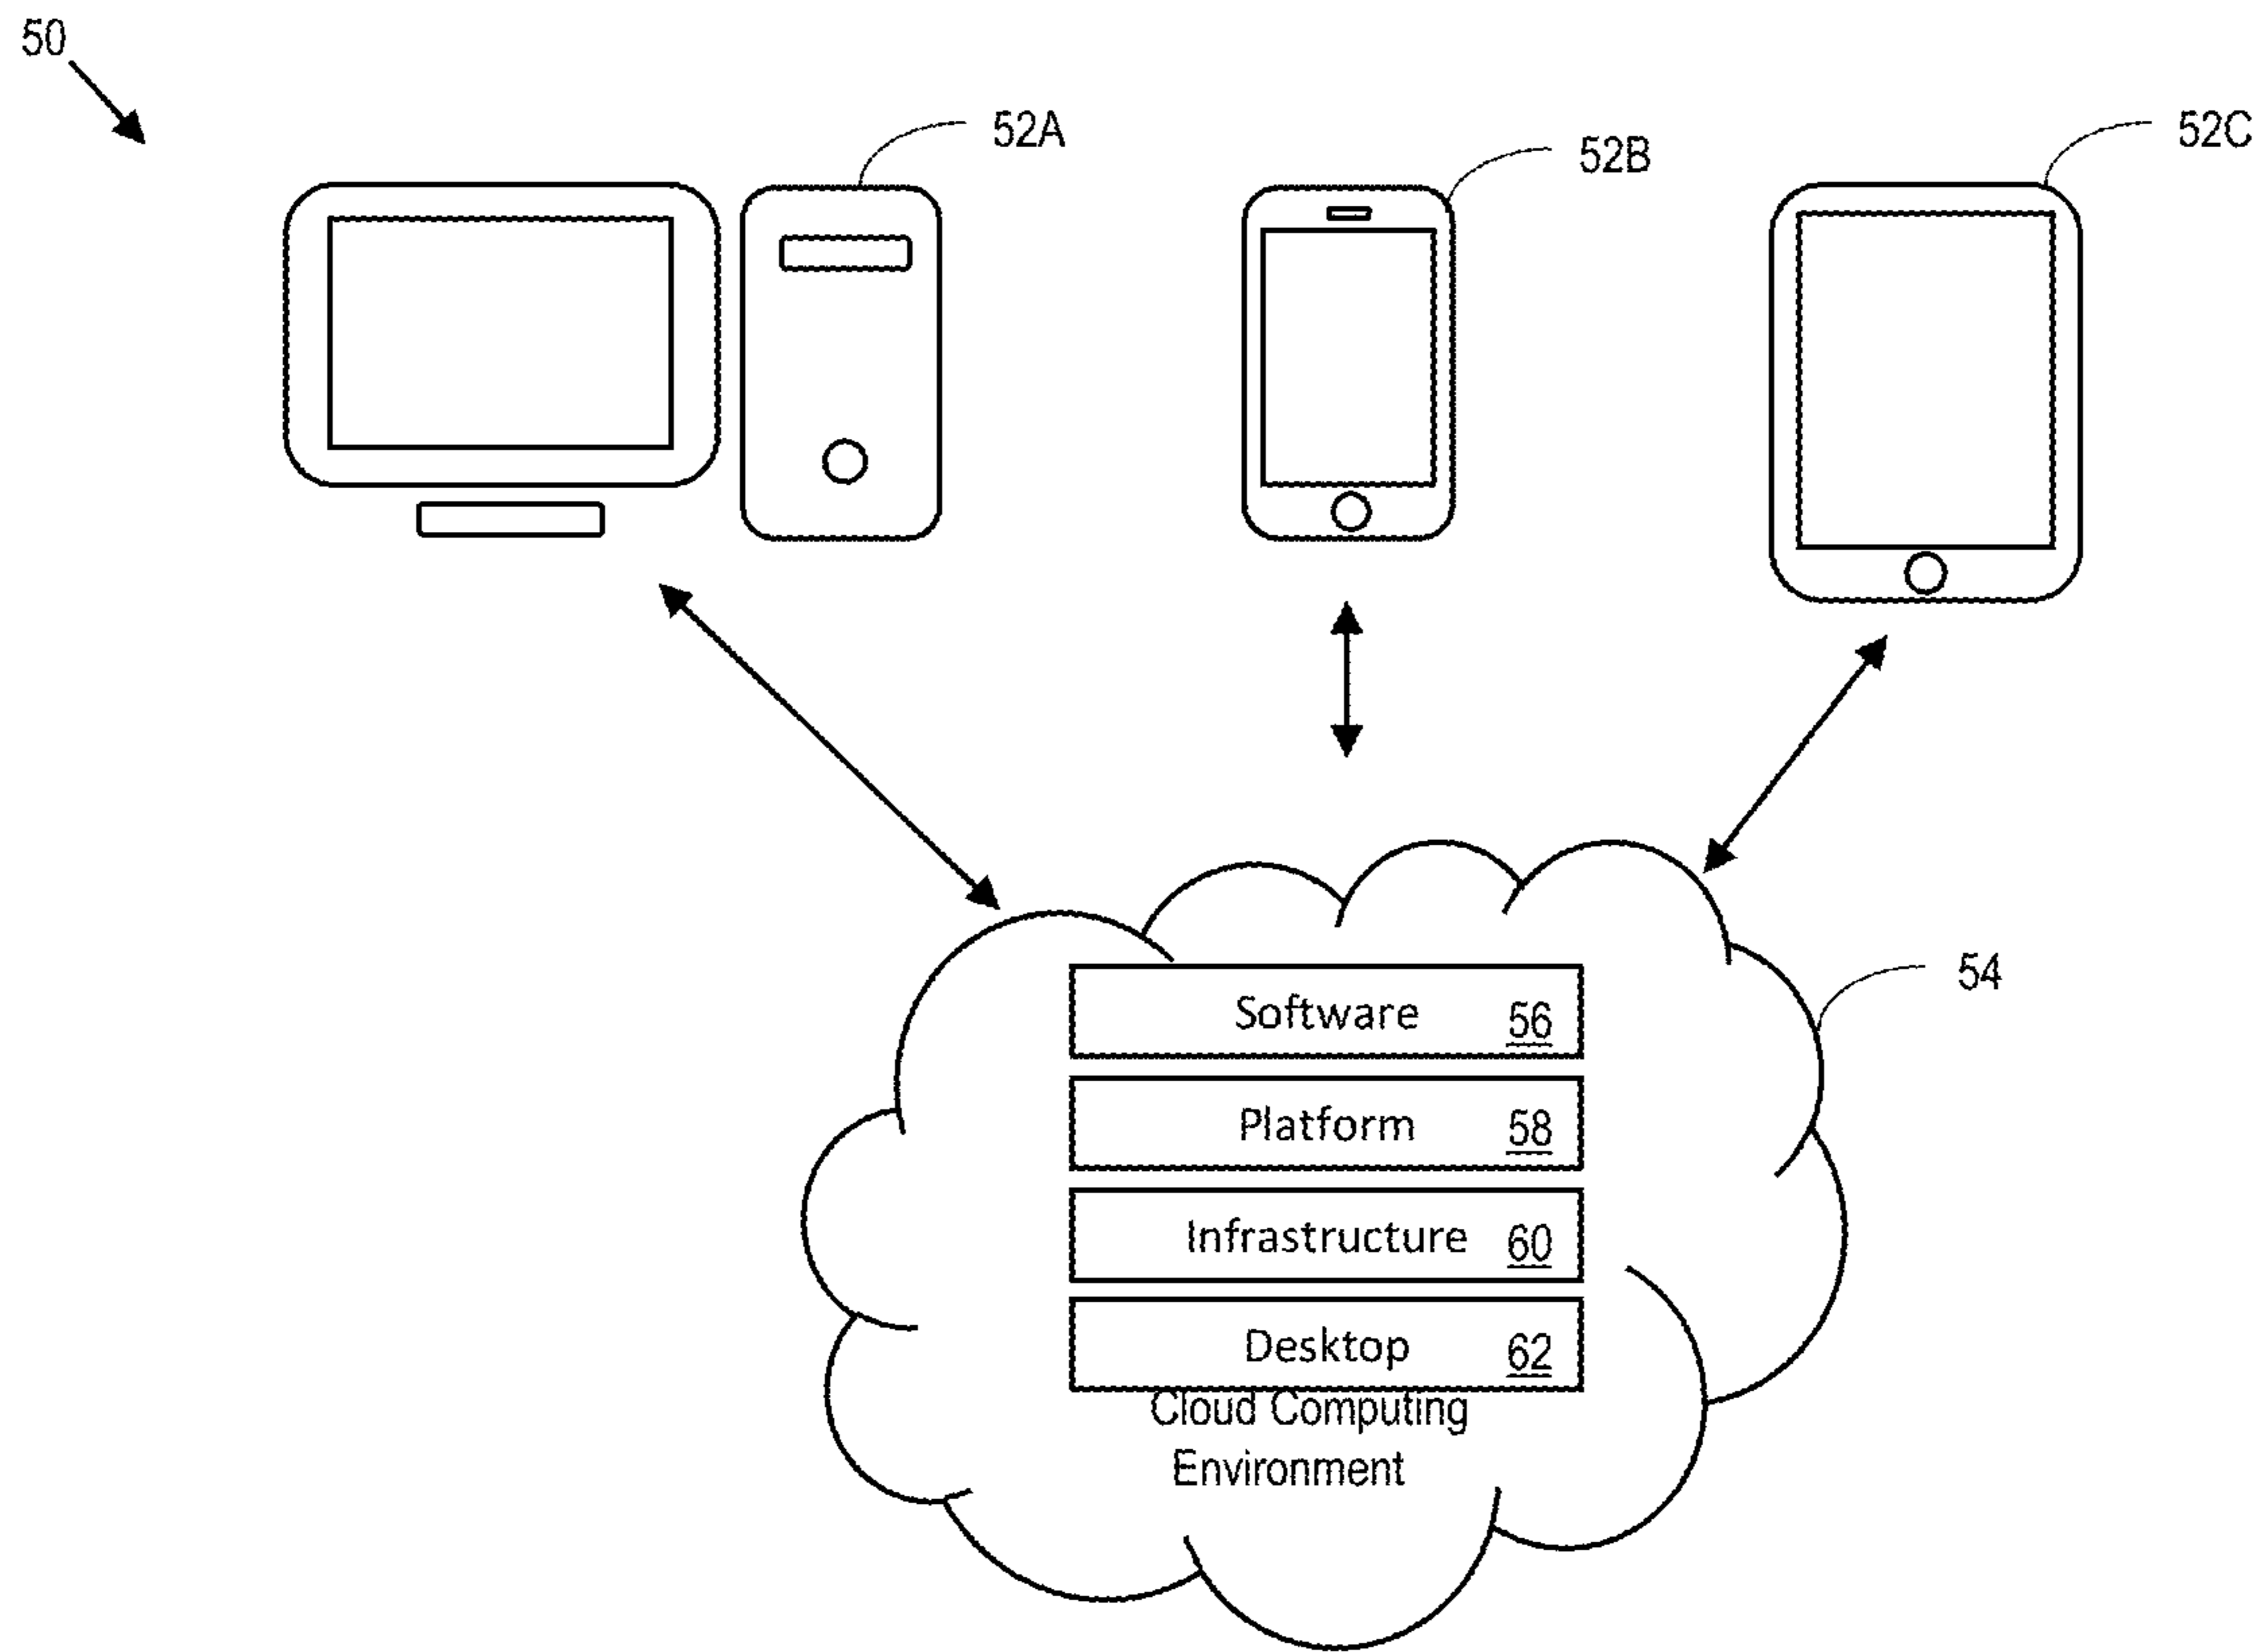 50
52A
52B
52C
54
Software 56
Platform 58
Infrastructure 60
Desktop 62
Cloud Computing
Environment